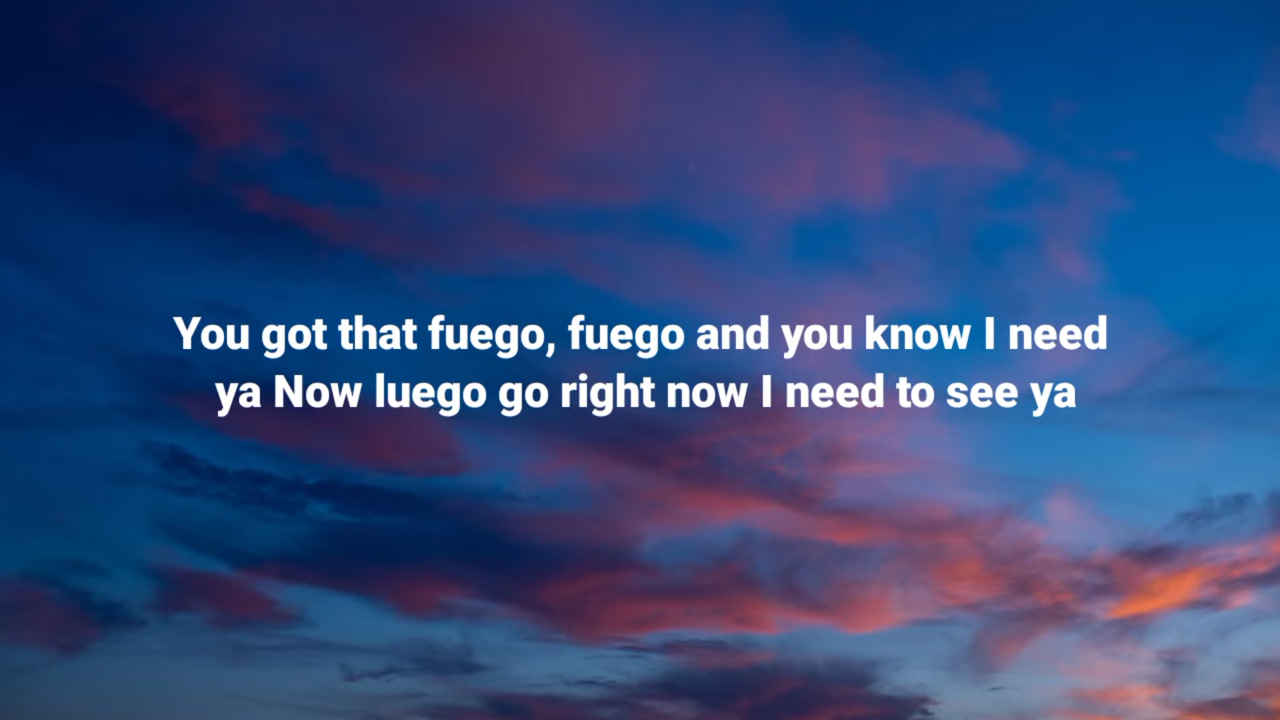 You got that fuego, fuego and you know I need
ya Now luego go right now I need to see ya